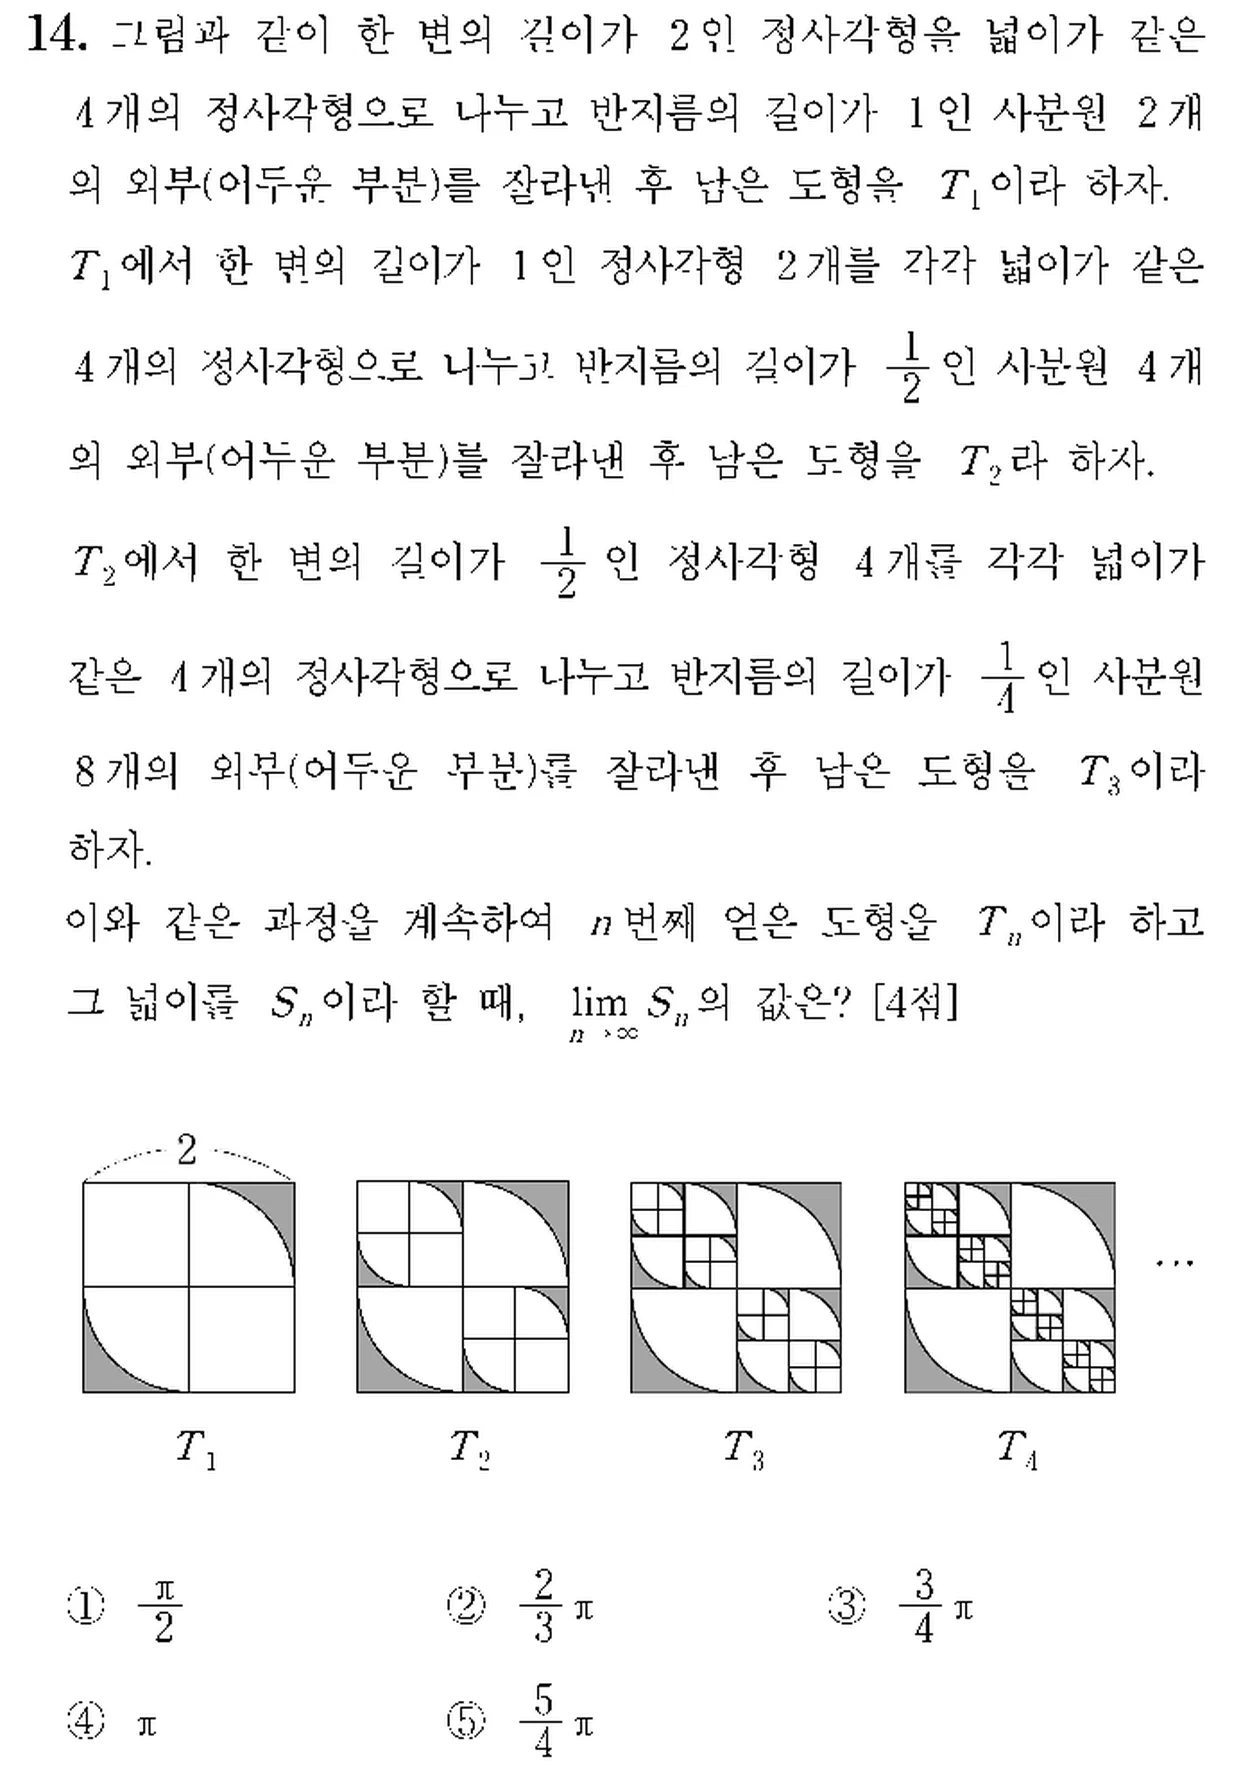 14. 그림과 같이 한 변의 길이가 2인 정사각형을 넓이가 같은
4개의 정사각형으로 나누고 반지름의 길이가 1인 사분원 2개
의 외부(어두운 부분)를 잘라낸 후 남은 도형을 T₁이라 하자.
T₁에서 한 변의 길이가 1인 정사각형 2개를 각각 넓이가 같은
4개의 정사각형으로 나누고 반지름의 길이가 1/2인 사분원 4개
의 외부(어두운 부분)를 잘라낸 후 남은 도형을 T₂라 하자.
T₂에서 한 변의 길이가 1/2인 정사각형 4개를 각각 넓이가
같은 4개의 정사각형으로 나누고 반지름의 길이가 1/4인 사분원
8개의 외부(어두운 부분)를 잘라낸 후 남은 도형을 T₃이라
하자.
이와 같은 과정을 계속하여 n번째 얻은 도형을 Tₙ이라 하고
그 넓이를 Sₙ이라 할 때, lim n→∞ Sₙ의 값은? [4점]
2
...
T₁ T₂ T₃ T₄
① π/2 ② 2/3 π ③ 3/4 π
④ π ⑤ 5/4 π